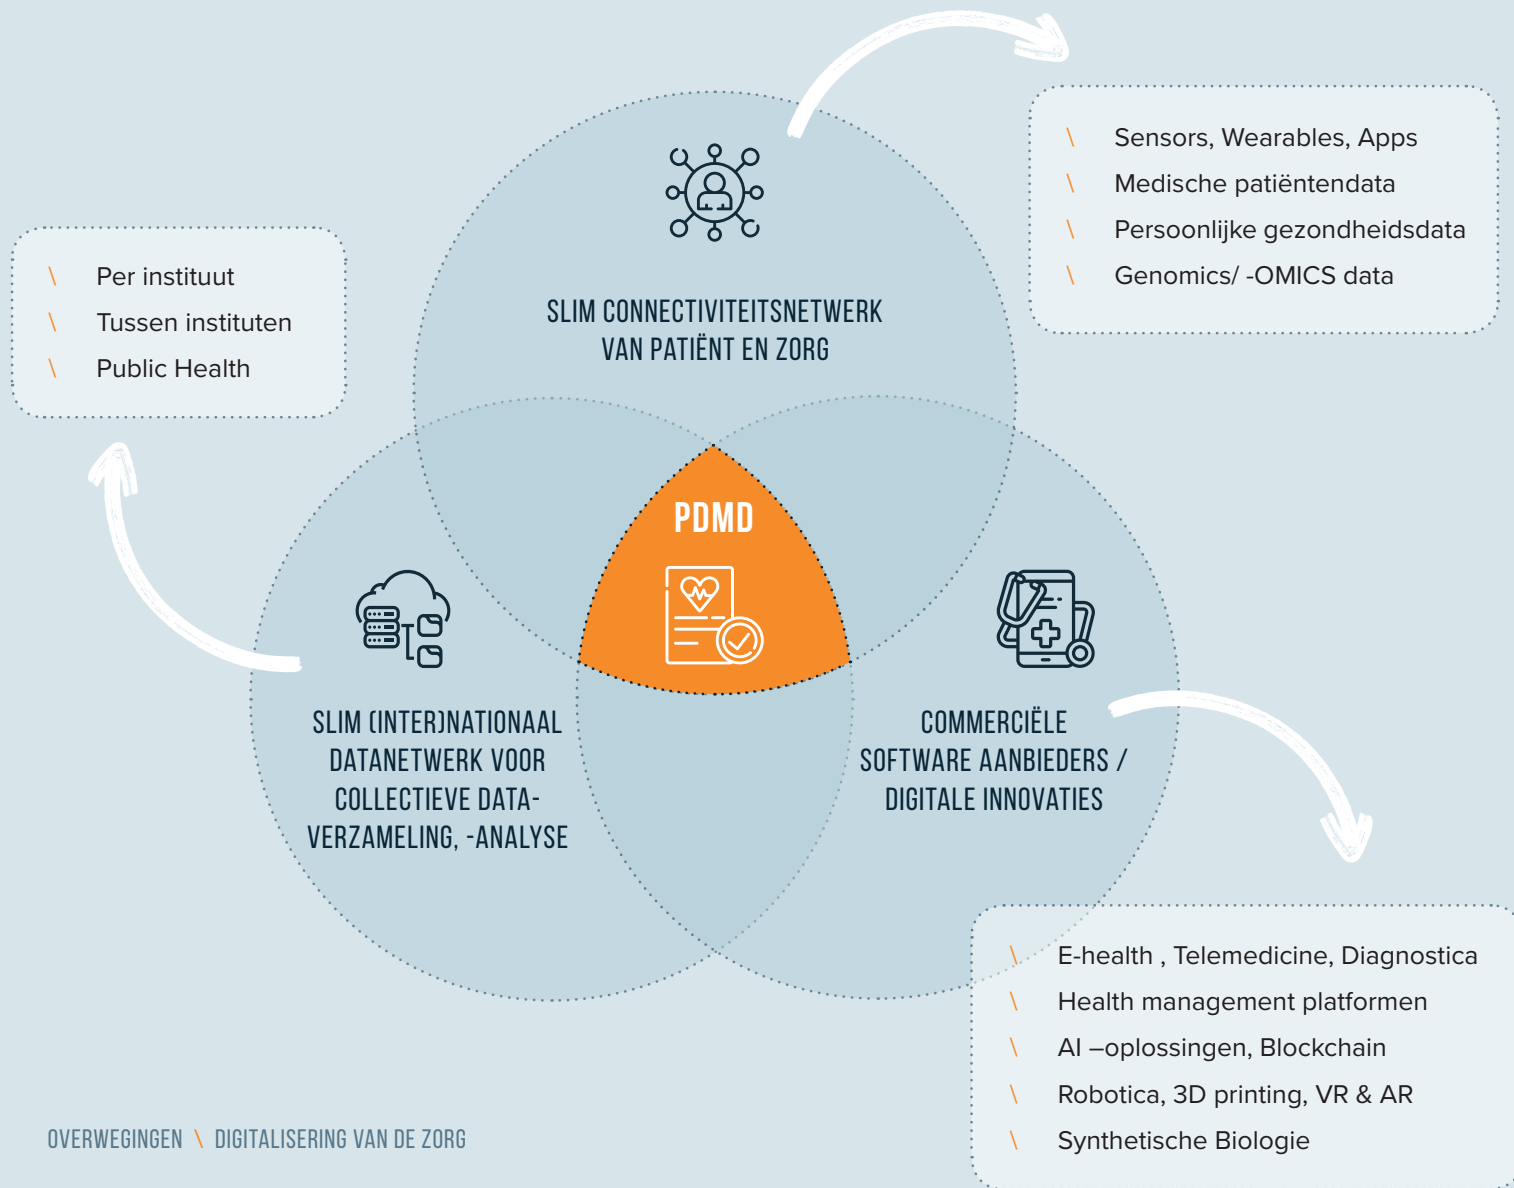 Sensors, Wearables, Apps
Medische patiëntendata
Persoonlijke gezondheidsdata
Genomics/ -OMICS data
Per instituut
Tussen instituten
Public Health
SLIM CONNECTIVITEITSNETWERK
VAN PATIËNT EN ZORG
PDMD
SLIM (INTER)NATIONAAL
DATANETWERK VOOR
COLLECTIEVE DATA-
VERZAMELING, -ANALYSE
COMMERCIËLE
SOFTWARE AANBIEDERS /
DIGITALE INNOVATIES
E-health , Telemedicine, Diagnostica
Health management platformen
AI –oplossingen, Blockchain
Robotica, 3D printing, VR & AR
Synthetische Biologie
OVERWEGINGEN \ DIGITALISERING VAN DE ZORG